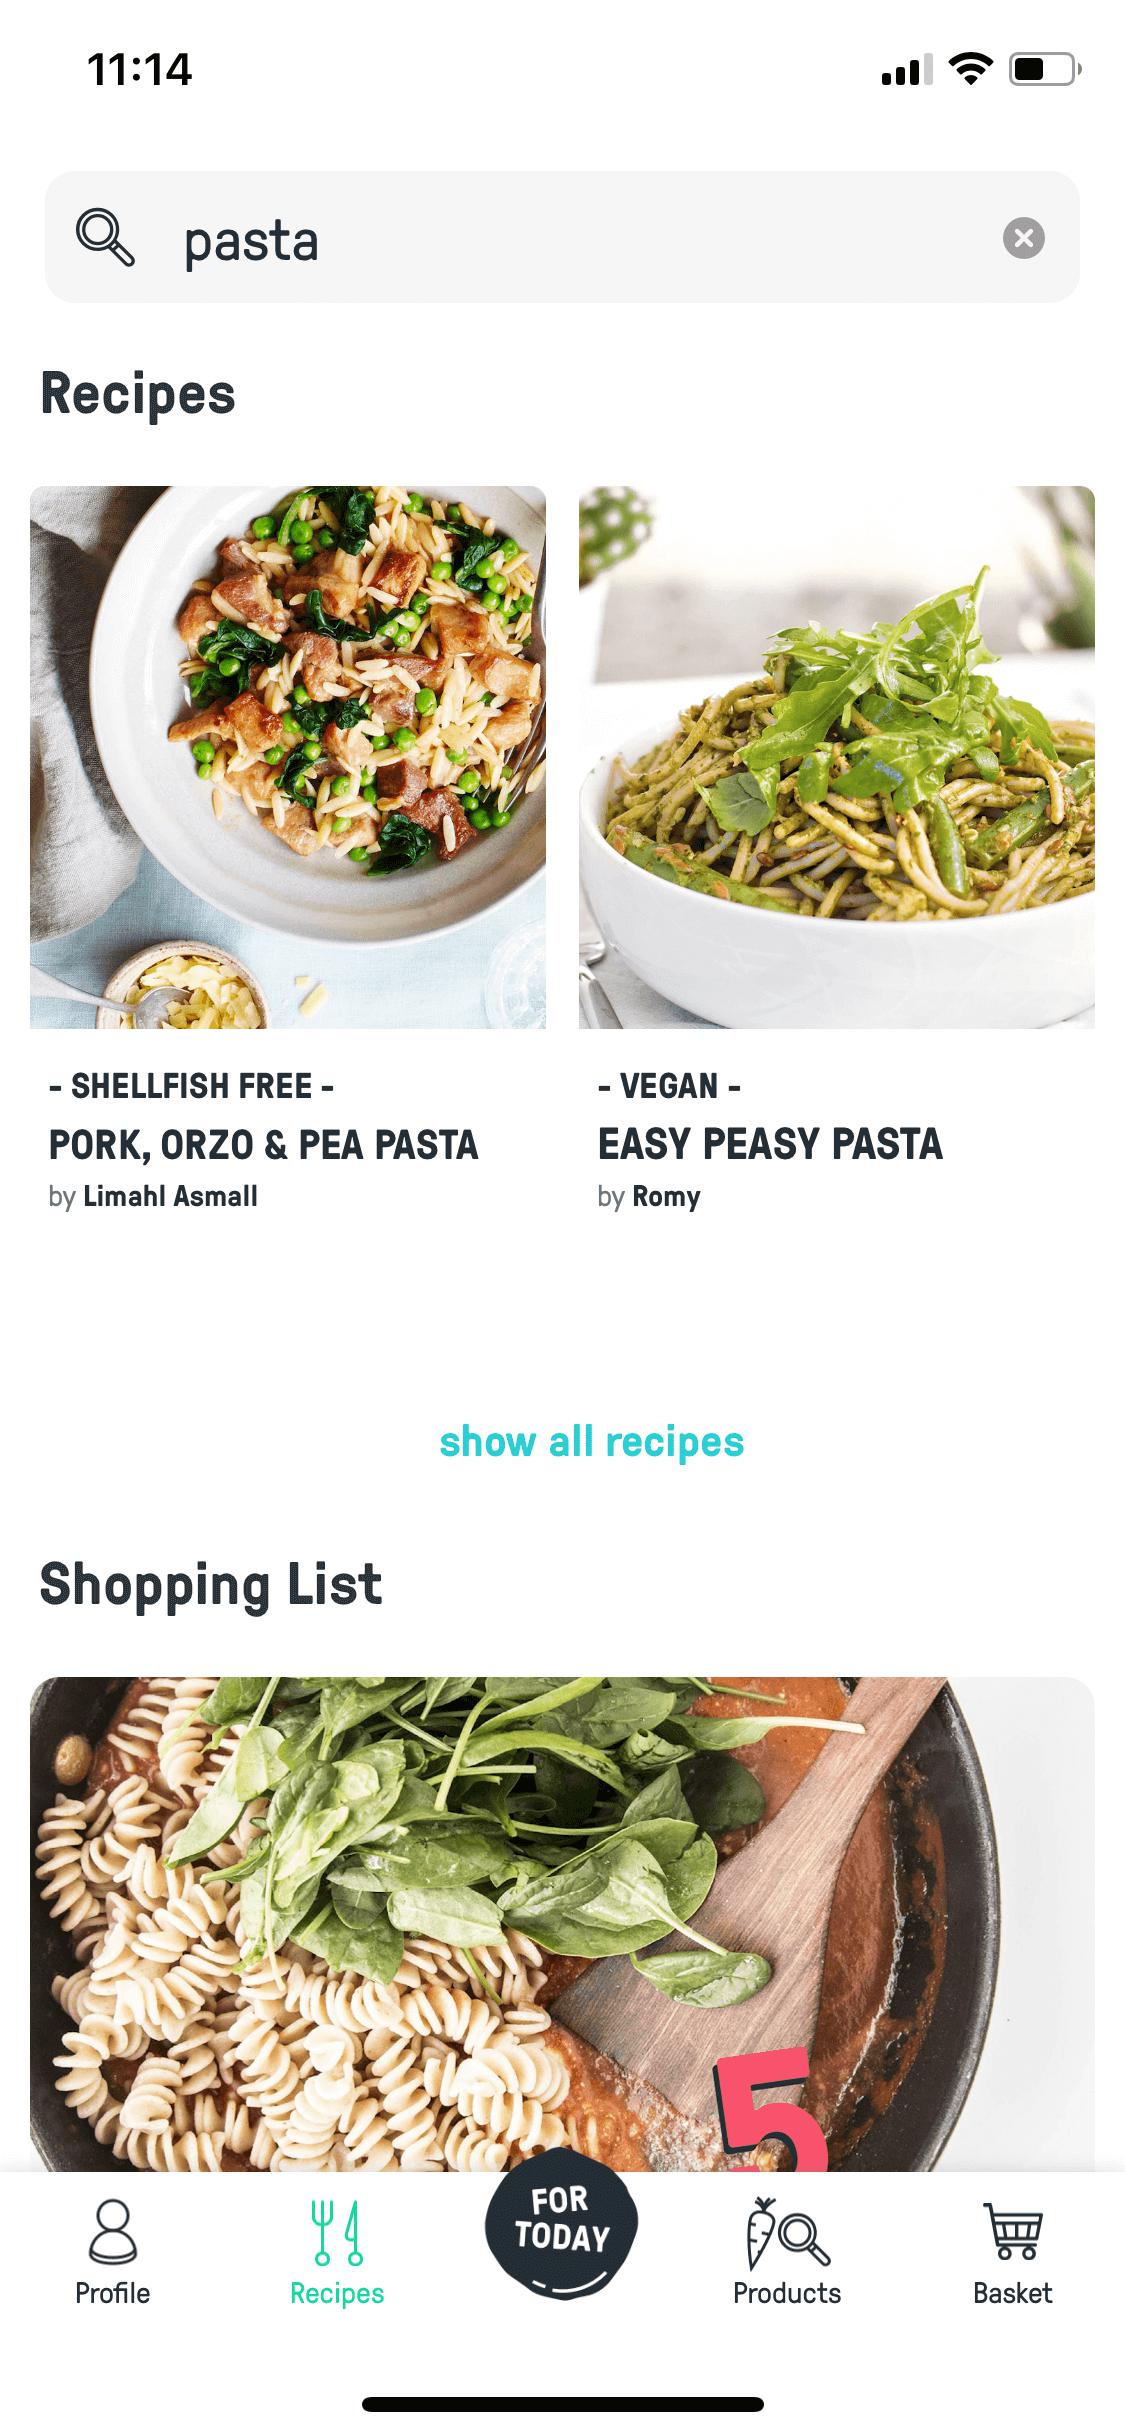 11:14
pasta
Recipes
- SHELLFISH FREE -
PORK, ORZO & PEA PASTA
by Limahl Asmall
- VEGAN -
EASY PEASY PASTA
by Romy
show all recipes
Shopping List
5
FOR
TODAY
Profile
Recipes
Products
Basket